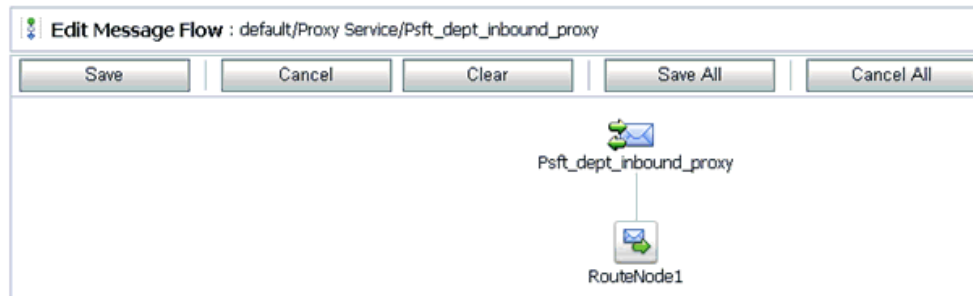 Edit Message Flow : default/Proxy Service/Psft_dept_inbound_proxy
Save Cancel Clear Save All Cancel All
Psft_dept_inbound_proxy
RouteNode1